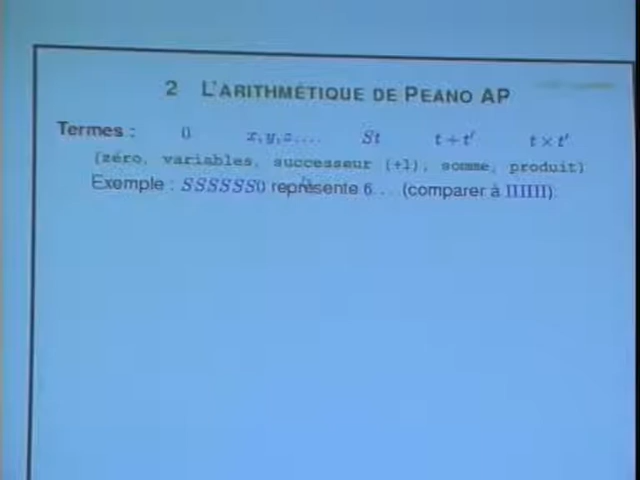 2 L'ARITHMÉTIQUE DE PEANO AP
Termes : 0 x, y, z, ... St t + t' t × t'
(zéro, variables, successeur (+1), somme, produit)
Exemple : SSSSSS0 représente 6... (comparer à IIIIII)